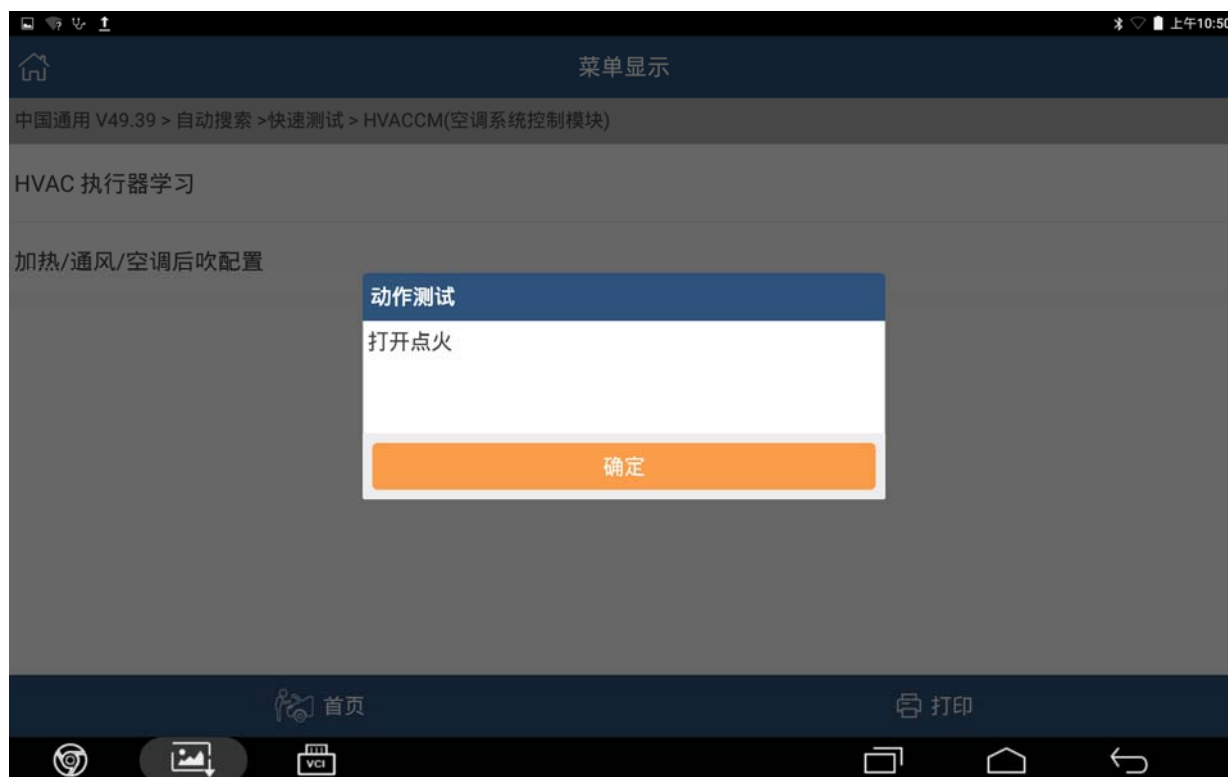 上午10:50
菜单显示
中国通用 V49.39 > 自动搜索 >快速测试 > HVACCM(空调系统控制模块)
HVAC 执行器学习
加热/通风/空调后吹配置
动作测试
打开点火
确定
首页
打印
VCI